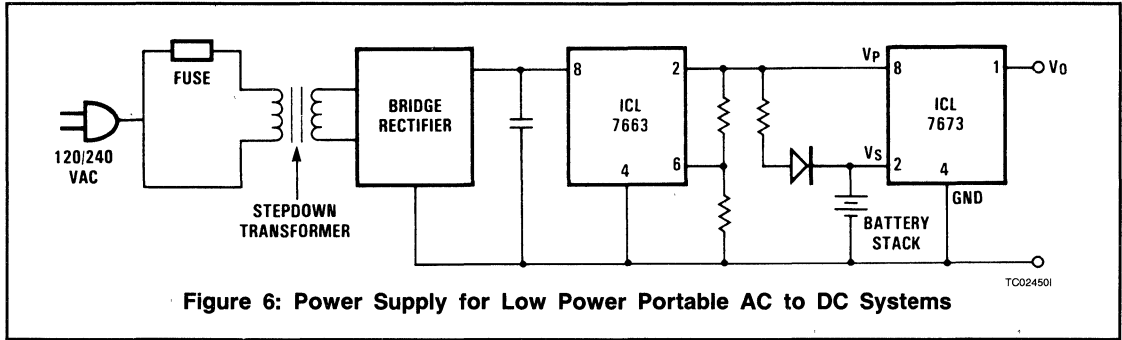 FUSE
120/240
VAC
STEPDOWN
TRANSFORMER
BRIDGE
RECTIFIER
8
2
ICL
7663
6
4
VP
VS
8
1
ICL
7673
2
4
GND
V0
BATTERY
STACK
TC02450I
Figure 6: Power Supply for Low Power Portable AC to DC Systems